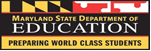 MARYLAND STATE DEPARTMENT OF
EDUCATION
PREPARING WORLD CLASS STUDENTS